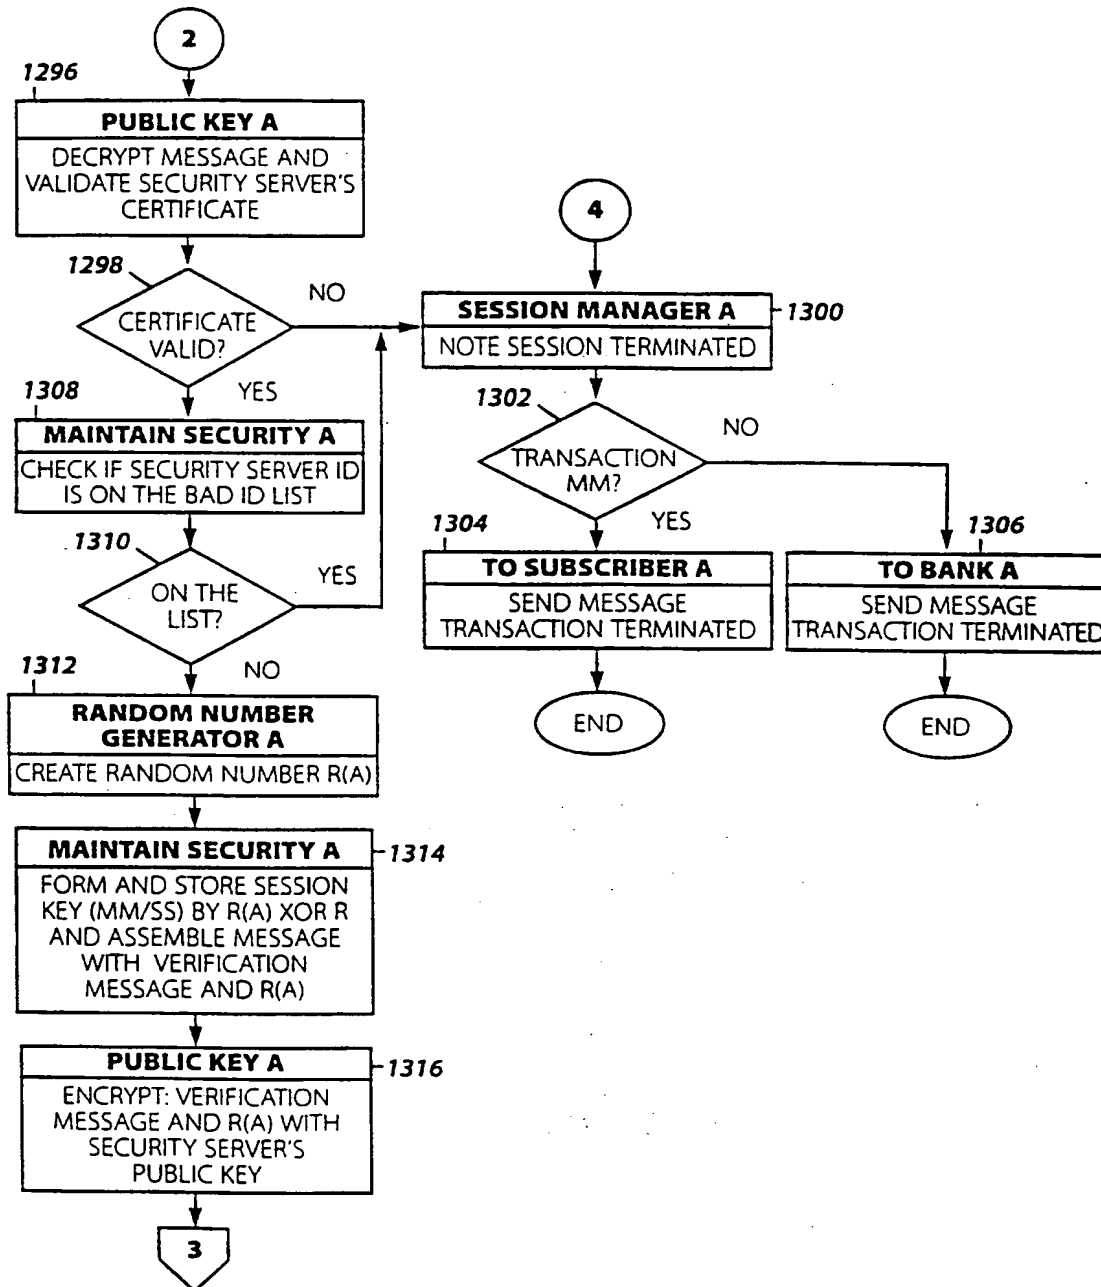 2
1296
PUBLIC KEY A
DECRYPT MESSAGE AND
VALIDATE SECURITY SERVER'S
CERTIFICATE
1298
CERTIFICATE
VALID?
NO
YES
1308
MAINTAIN SECURITY A
CHECK IF SECURITY SERVER ID
IS ON THE BAD ID LIST
1310
ON THE
LIST?
YES
NO
1312
RANDOM NUMBER
GENERATOR A
CREATE RANDOM NUMBER R(A)
MAINTAIN SECURITY A
1314
FORM AND STORE SESSION
KEY (MM/SS) BY R(A) XOR R
AND ASSEMBLE MESSAGE
WITH VERIFICATION
MESSAGE AND R(A)
PUBLIC KEY A
1316
ENCRYPT: VERIFICATION
MESSAGE AND R(A) WITH
SECURITY SERVER'S
PUBLIC KEY
3
4
SESSION MANAGER A
1300
NOTE SESSION TERMINATED
1302
TRANSACTION
MM?
NO
YES
1304
TO SUBSCRIBER A
SEND MESSAGE
TRANSACTION TERMINATED
END
1306
TO BANK A
SEND MESSAGE
TRANSACTION TERMINATED
END